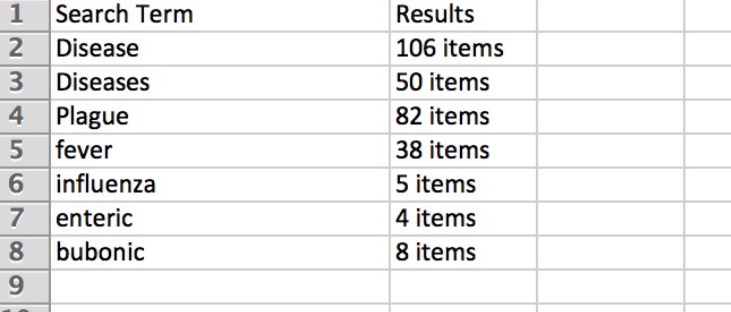 1 Search Term Results
2 Disease 106 items
3 Diseases 50 items
4 Plague 82 items
5 fever 38 items
6 influenza 5 items
7 enteric 4 items
8 bubonic 8 items
9